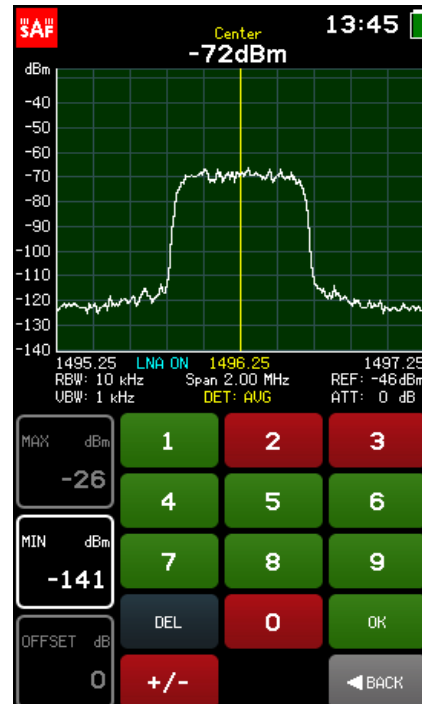 SAF
13:45
Center
-72dBm
dBm
-40
-50
-60
-70
-80
-90
-100
-110
-120
-130
-140
1495.25 LNA ON 1496.25 1497.25
RBW: 10 kHz Span 2.00 MHz REF: -46dBm
VBW: 1 kHz DET: AVG ATT: 0 dB
MAX dBm
-26
1 2 3
4 5 6
MIN dBm
-141
7 8 9
DEL 0 OK
OFFSET dB
0
+/- ◀BACK